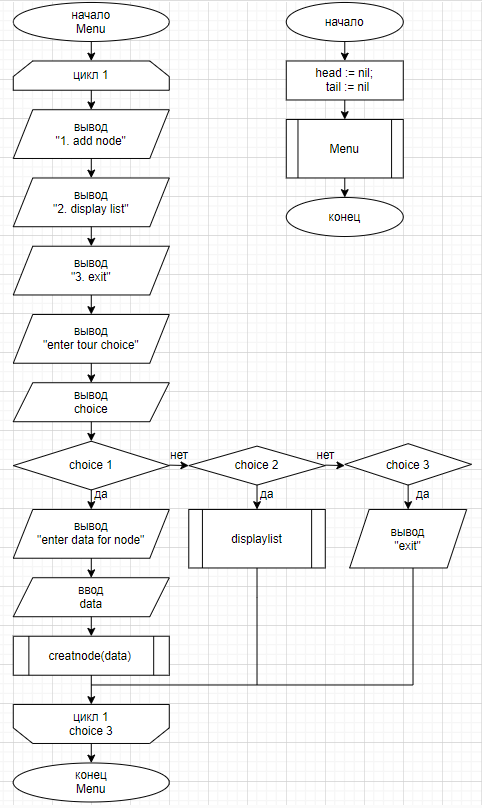 начало
Menu
цикл 1
вывод
"1. add node"
вывод
"2. display list"
вывод
"3. exit"
вывод
"enter tour choice"
вывод
choice
choice 1
нет
choice 2
нет
choice 3
да
да
да
вывод
"enter data for node"
displaylist
вывод
"exit"
ввод
data
creatnode(data)
цикл 1
choice 3
конец
Menu
начало
head := nil;
tail := nil
Menu
конец